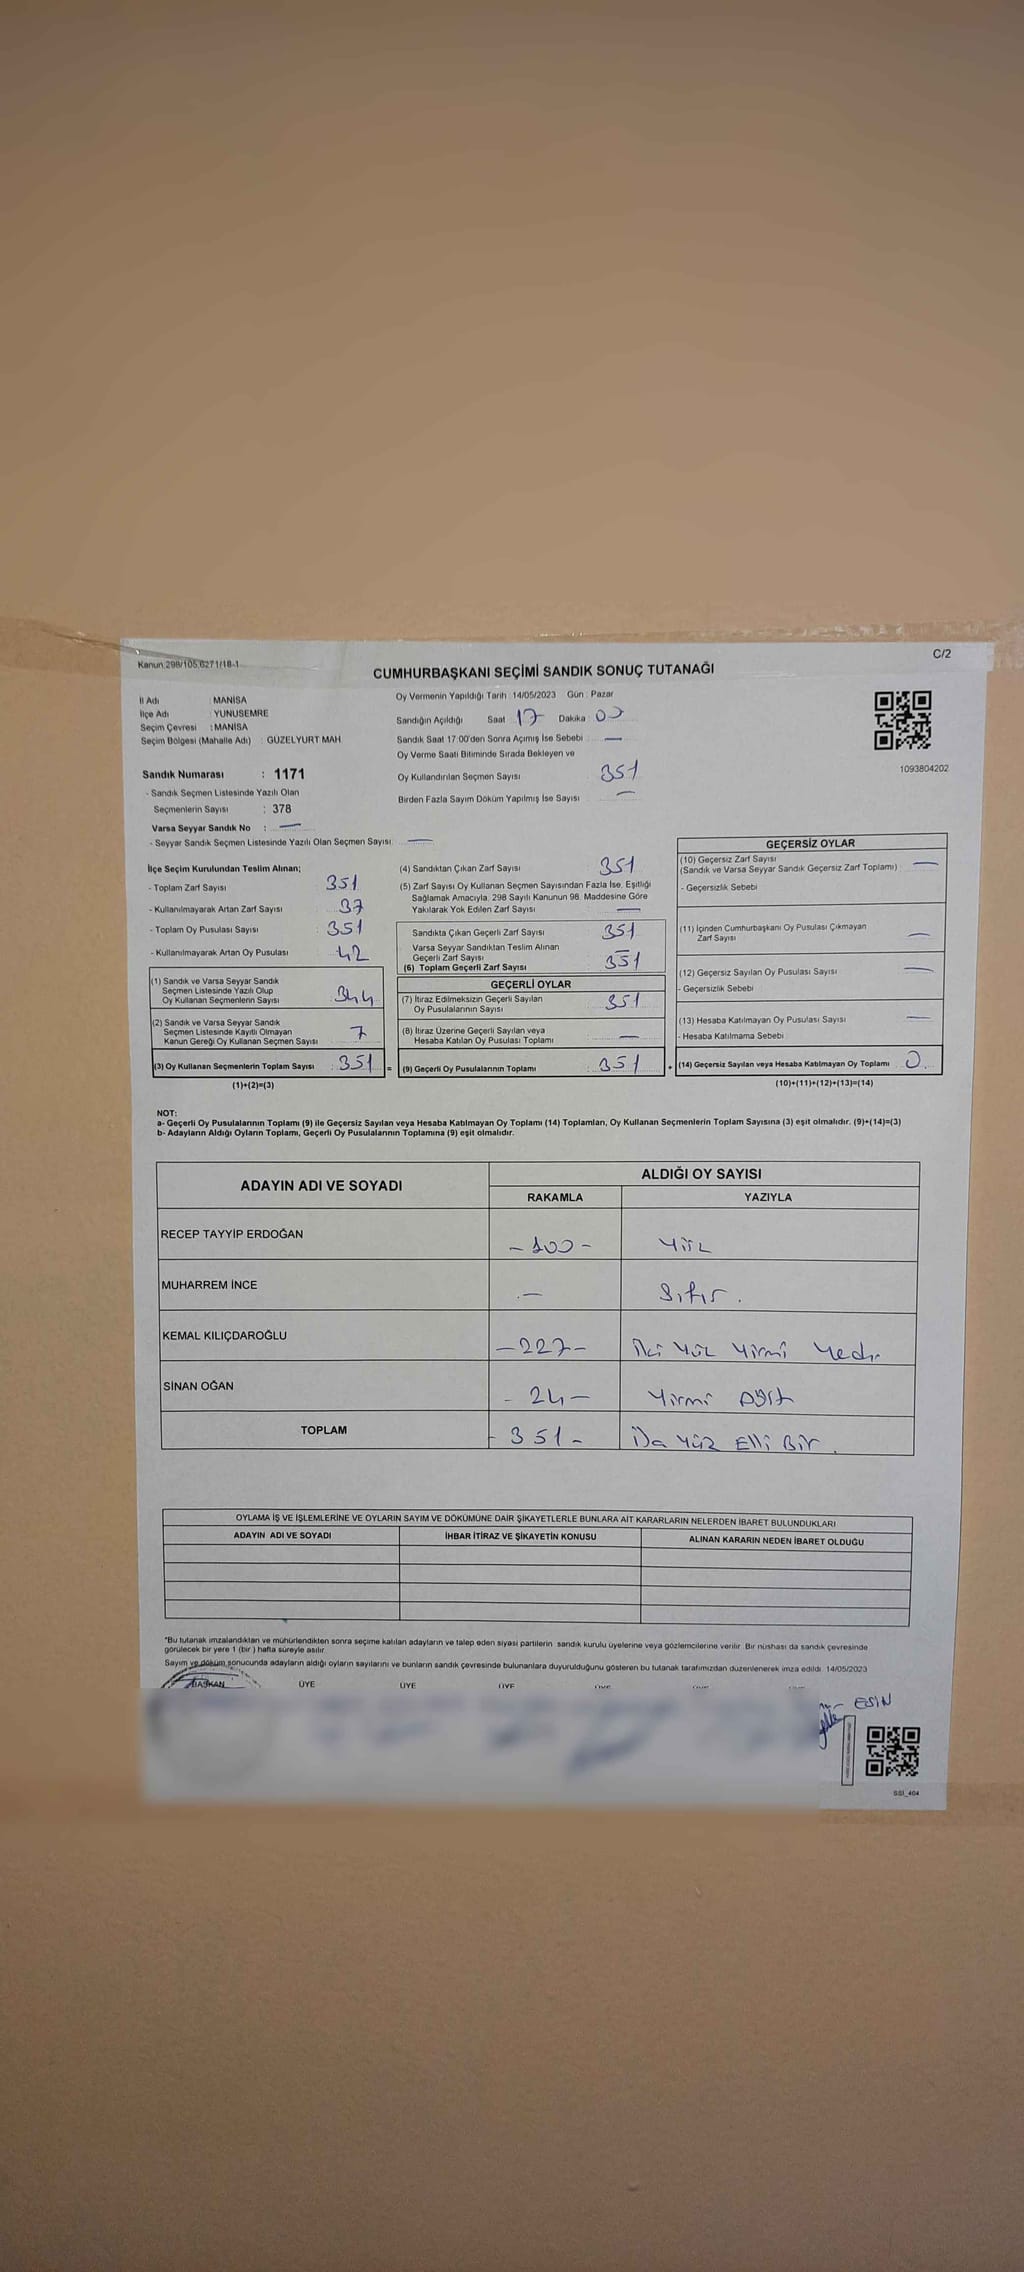 Kanun:298/105,6271/18-1
C/2
CUMHURBAŞKANI SEÇİMİ SANDIK SONUÇ TUTANAĞI
İl Adı MANİSA
İlçe Adı : YUNUSEMRE
Seçim Çevresi : MANİSA
Seçim Bölgesi (Mahalle Adı) : GÜZELYURT MAH
Oy Vermenin Yapıldığı Tarih 14/05/2023 Gün : Pazar
Sandığın Açıldığı Saat 17 Dakika 00
Sandık Saat 17:00'den Sonra Açımış İse Sebebi —
Oy Verme Saati Bitiminde Sırada Bekleyen ve
Oy Kullandırılan Seçmen Sayısı 351
Birden Fazla Sayım Döküm Yapılmış İse Sayısı —
1093804202
Sandık Numarası : 1171
- Sandık Seçmen Listesinde Yazılı Olan
Seçmenlerin Sayısı : 378
Varsa Seyyar Sandık No : —
- Seyyar Sandık Seçmen Listesinde Yazılı Olan Seçmen Sayısı: —
İlçe Seçim Kurulundan Teslim Alınan;
- Toplam Zarf Sayısı 351
- Kullanılmayarak Artan Zarf Sayısı 37
- Toplam Oy Pusulası Sayısı 351
- Kullanılmayarak Artan Oy Pusulası 42
(1) Sandık ve Varsa Seyyar Sandık
Seçmen Listesinde Yazılı Olup
Oy Kullanan Seçmenlerin Sayısı 344
(2) Sandık ve Varsa Seyyar Sandık
Seçmen Listesinde Kayıtlı Olmayan
Kanun Gereği Oy Kullanan Seçmen Sayısı 7
(3) Oy Kullanan Seçmenlerin Toplam Sayısı 351 =
(1)+(2)=(3)
(4) Sandıktan Çıkan Zarf Sayısı 351
(5) Zarf Sayısı Oy Kullanan Seçmen Sayısından Fazla İse, Eşitliği
Sağlamak Amacıyla, 298 Sayılı Kanunun 98. Maddesine Göre
Yakılarak Yok Edilen Zarf Sayısı —
Sandıkta Çıkan Geçerli Zarf Sayısı 351
Varsa Seyyar Sandıktan Teslim Alınan
Geçerli Zarf Sayısı
(6) Toplam Geçerli Zarf Sayısı 351
GEÇERLİ OYLAR
(7) İtiraz Edilmeksizin Geçerli Sayılan
Oy Pusulalarının Sayısı 351
(8) İtiraz Üzerine Geçerli Sayılan veya
Hesaba Katılan Oy Pusulası Toplamı —
(9) Geçerli Oy Pusulalarının Toplamı 351 +
GEÇERSİZ OYLAR
(10) Geçersiz Zarf Sayısı
(Sandık ve Varsa Seyyar Sandık Geçersiz Zarf Toplamı) —
- Geçersizlik Sebebi
(11) İçinden Cumhurbaşkanı Oy Pusulası Çıkmayan
Zarf Sayısı —
(12) Geçersiz Sayılan Oy Pusulası Sayısı —
- Geçersizlik Sebebi
(13) Hesaba Katılmayan Oy Pusulası Sayısı —
- Hesaba Katılmama Sebebi
(14) Geçersiz Sayılan veya Hesaba Katılmayan Oy Toplamı 0
(10)+(11)+(12)+(13)=(14)
NOT:
a- Geçerli Oy Pusulalarının Toplamı (9) ile Geçersiz Sayılan veya Hesaba Katılmayan Oy Toplamı (14) Toplamları, Oy Kullanan Seçmenlerin Toplam Sayısına (3) eşit olmalıdır. (9)+(14)=(3)
b- Adayların Aldığı Oyların Toplamı, Geçerli Oy Pusulalarının Toplamına (9) eşit olmalıdır.
ADAYIN ADI VE SOYADI ALDIĞI OY SAYISI
RAKAMLA YAZIYLA
RECEP TAYYİP ERDOĞAN -100- Yüz
MUHARREM İNCE — Sıfır.
KEMAL KILIÇDAROĞLU -227- İki Yüz Yirmi Yedi
SİNAN OĞAN - 24 - Yirmi Dört
TOPLAM - 351 - Yüz Elli Bir.
OYLAMA İŞ VE İŞLEMLERİNE VE OYLARIN SAYIM VE DÖKÜMÜNE DAİR ŞİKAYETLERLE BUNLARA AİT KARARLARIN NELERDEN İBARET BULUNDUKLARI
ADAYIN ADI VE SOYADI İHBAR İTİRAZ VE ŞİKAYETİN KONUSU ALINAN KARARIN NEDEN İBARET OLDUĞU
*Bu tutanak imzalandıktan ve mühürlendikten sonra seçime katılan adayların ve talep eden siyasi partilerin sandık kurulu üyelerine veya gözlemcilerine verilir. Bir nüshası da sandık çevresinde
görülecek bir yere 1 (bir) hafta süreyle asılır.
Sayım ve döküm sonucunda adayların aldığı oyların sayılarını ve bunların sandık çevresinde bulunanlara duyurulduğunu gösteren bu tutanak tarafımızdan düzenlenerek imza edildi. 14/05/2023
BAŞKAN ÜYE ÜYE ÜYE
ESİN
SSI_404